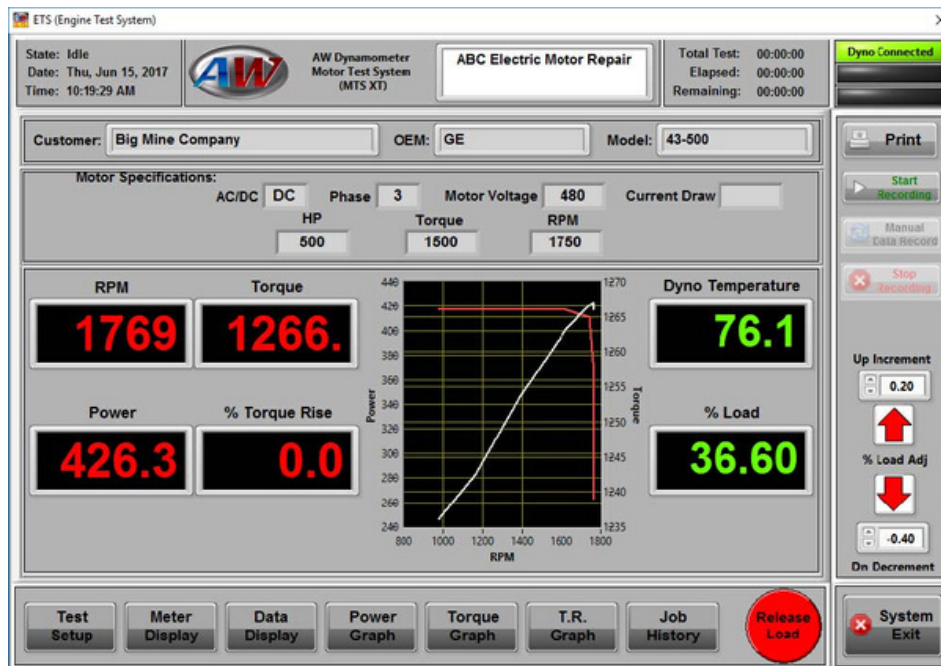 ETS (Engine Test System)
State: Idle
Date: Thu, Jun 15, 2017
Time: 10:19:29 AM
AW
AW Dynamometer
Motor Test System
(MTS XT)
ABC Electric Motor Repair
Total Test: 00:00:00
Elapsed: 00:00:00
Remaining: 00:00:00
Dyno Connected
Customer: Big Mine Company OEM: GE Model: 43-500
Motor Specifications:
AC/DC DC Phase 3 Motor Voltage 480 Current Draw
HP Torque RPM
500 1500 1750
Print
Start
Recording
Manual
Data Record
Stop
Recording
RPM Torque
1769 1266.
Power % Torque Rise
426.3 0.0
440
420
400
380
360
340
320
300
280
260
240
Power
1270
1265
1260
1255
1250
1245
1240
1235
Torque
800 1000 1200 1400 1600 1800
RPM
Dyno Temperature
76.1
% Load
36.60
Up Increment
0.20
% Load Adj
-0.40
Dn Decrement
Test
Setup
Meter
Display
Data
Display
Power
Graph
Torque
Graph
T.R.
Graph
Job
History
Release
Load
System
Exit